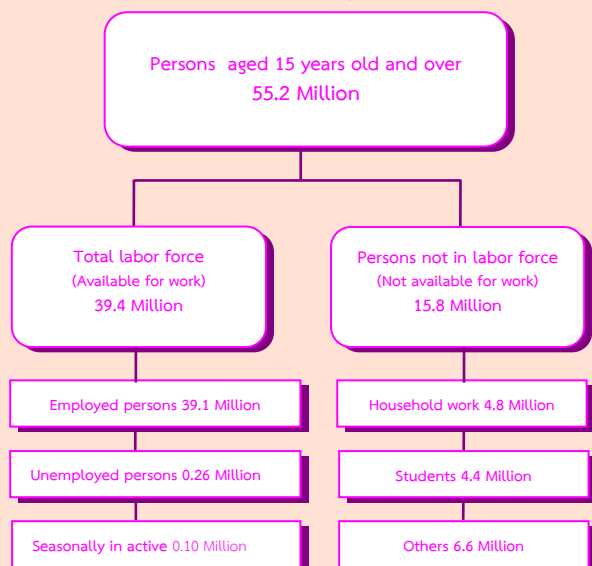 Persons aged 15 years old and over
55.2 Million
Total labor force
(Available for work)
39.4 Million
Persons not in labor force
(Not available for work)
15.8 Million
Employed persons 39.1 Million
Household work 4.8 Million
Unemployed persons 0.26 Million
Students 4.4 Million
Seasonally in active 0.10 Million
Others 6.6 Million